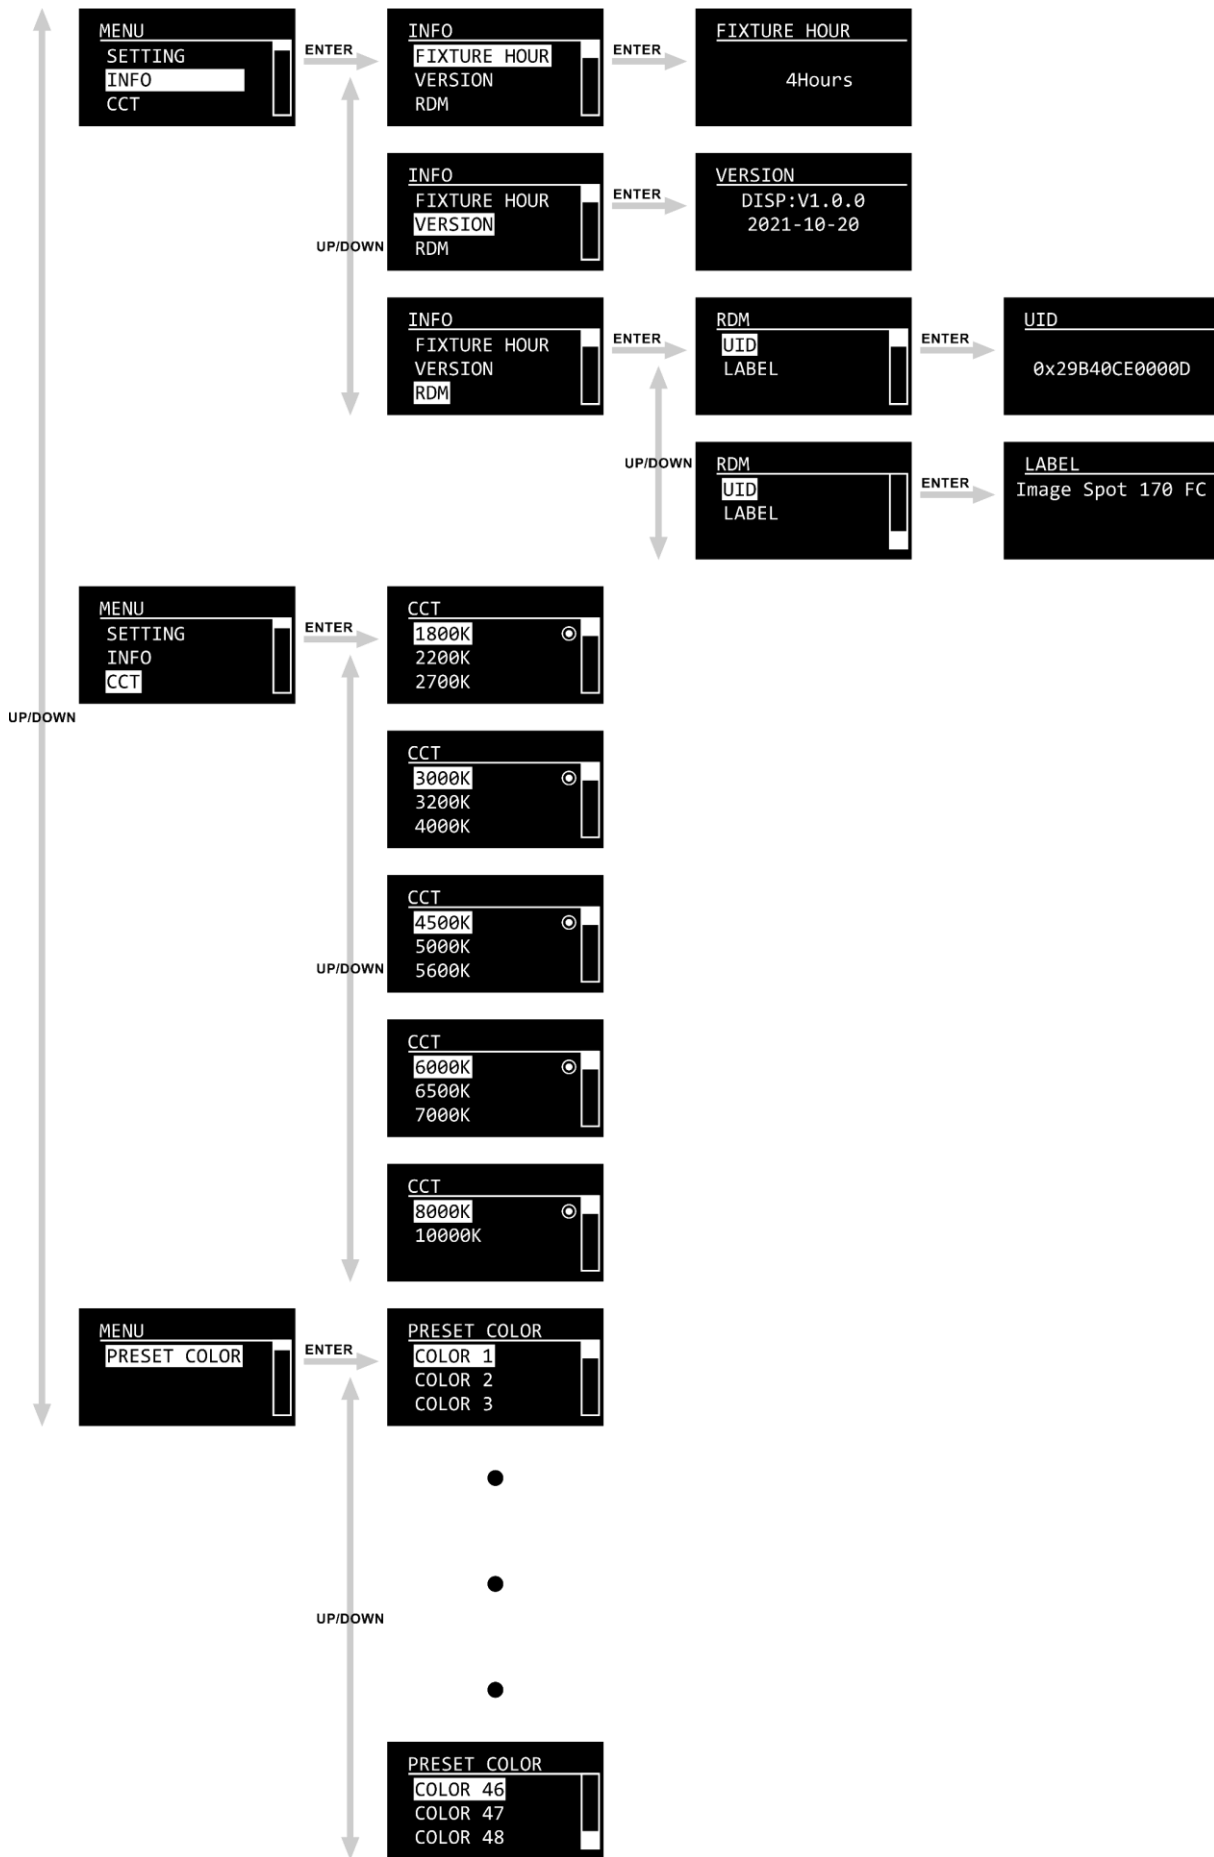 MENU
SETTING
INFO
CCT
ENTER
INFO
FIXTURE HOUR
VERSION
RDM
ENTER
FIXTURE HOUR
4Hours
INFO
FIXTURE HOUR
VERSION
RDM
ENTER
VERSION
DISP:V1.0.0
2021-10-20
UP/DOWN
INFO
FIXTURE HOUR
VERSION
RDM
ENTER
RDM
UID
LABEL
ENTER
UID
0x29B40CE0000D
UP/DOWN
RDM
UID
LABEL
ENTER
LABEL
Image Spot 170 FC
MENU
SETTING
INFO
CCT
ENTER
CCT
1800K
2200K
2700K
UP/DOWN
CCT
3000K
3200K
4000K
CCT
4500K
5000K
5600K
UP/DOWN
CCT
6000K
6500K
7000K
CCT
8000K
10000K
MENU
PRESET COLOR
ENTER
PRESET COLOR
COLOR 1
COLOR 2
COLOR 3
UP/DOWN
PRESET COLOR
COLOR 46
COLOR 47
COLOR 48